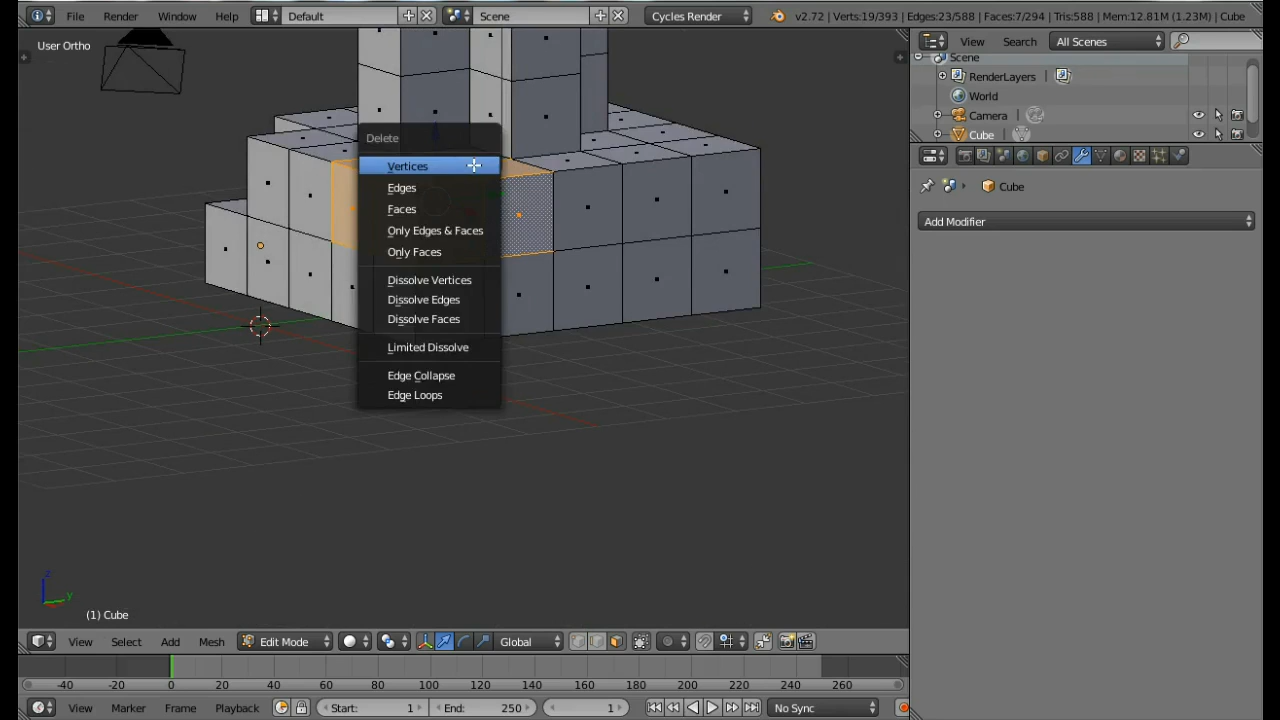 File Render Window Help Default Scene Cycles Render v2.72 | Verts:19/393 | Edges:23/588 | Faces:7/294 | Tris:588 | Mem:12.81M (1.23M) | Cube
User Ortho
View Search All Scenes
Scene
RenderLayers
World
Camera
Cube
Cube
Add Modifier
Delete
Vertices
Edges
Faces
Only Edges & Faces
Only Faces
Dissolve Vertices
Dissolve Edges
Dissolve Faces
Limited Dissolve
Edge Collapse
Edge Loops
z
y
(1) Cube
View Select Add Mesh Edit Mode Global
-40 -20 0 20 40 60 80 100 120 140 160 180 200 220 240 260
View Marker Frame Playback Start: 1 End: 250 1 No Sync